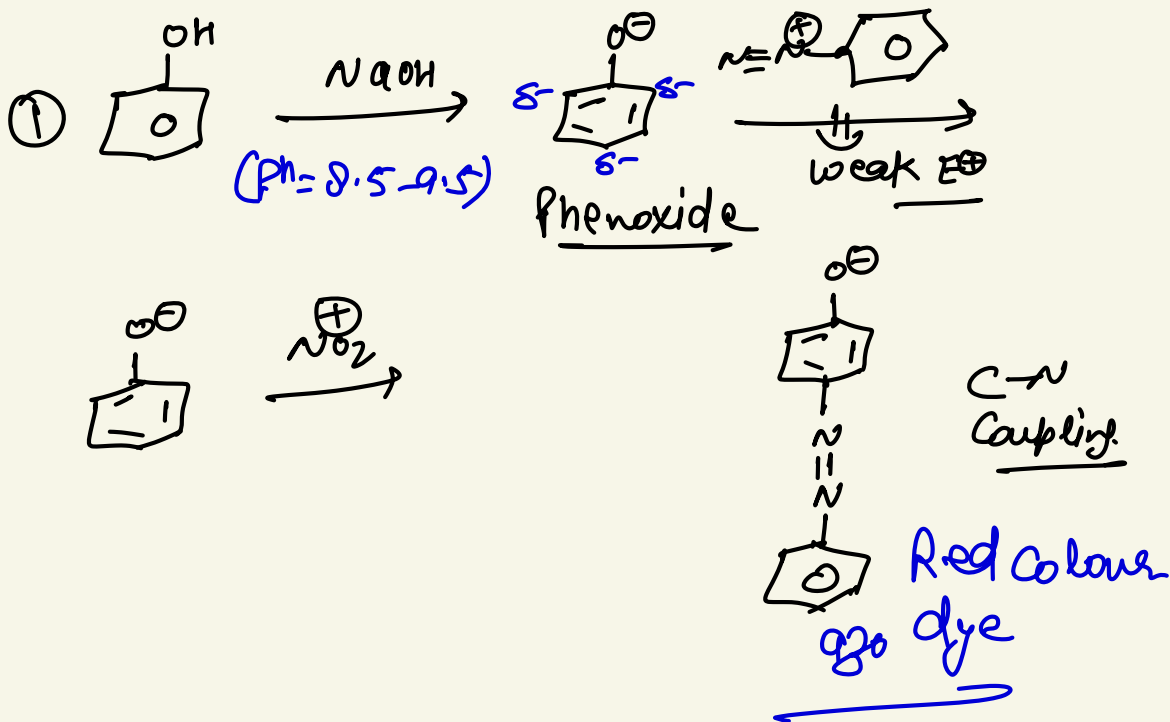 ① OH
NaOH
(Ph = 8.5-9.5)
O⊖
δ- δ-
δ-
Phenoxide
N≡N⊕
weak E⊕
O⊖
NO2⊕
O⊖
N
||
N
C-N
Coupling.
Red Colour
azo dye